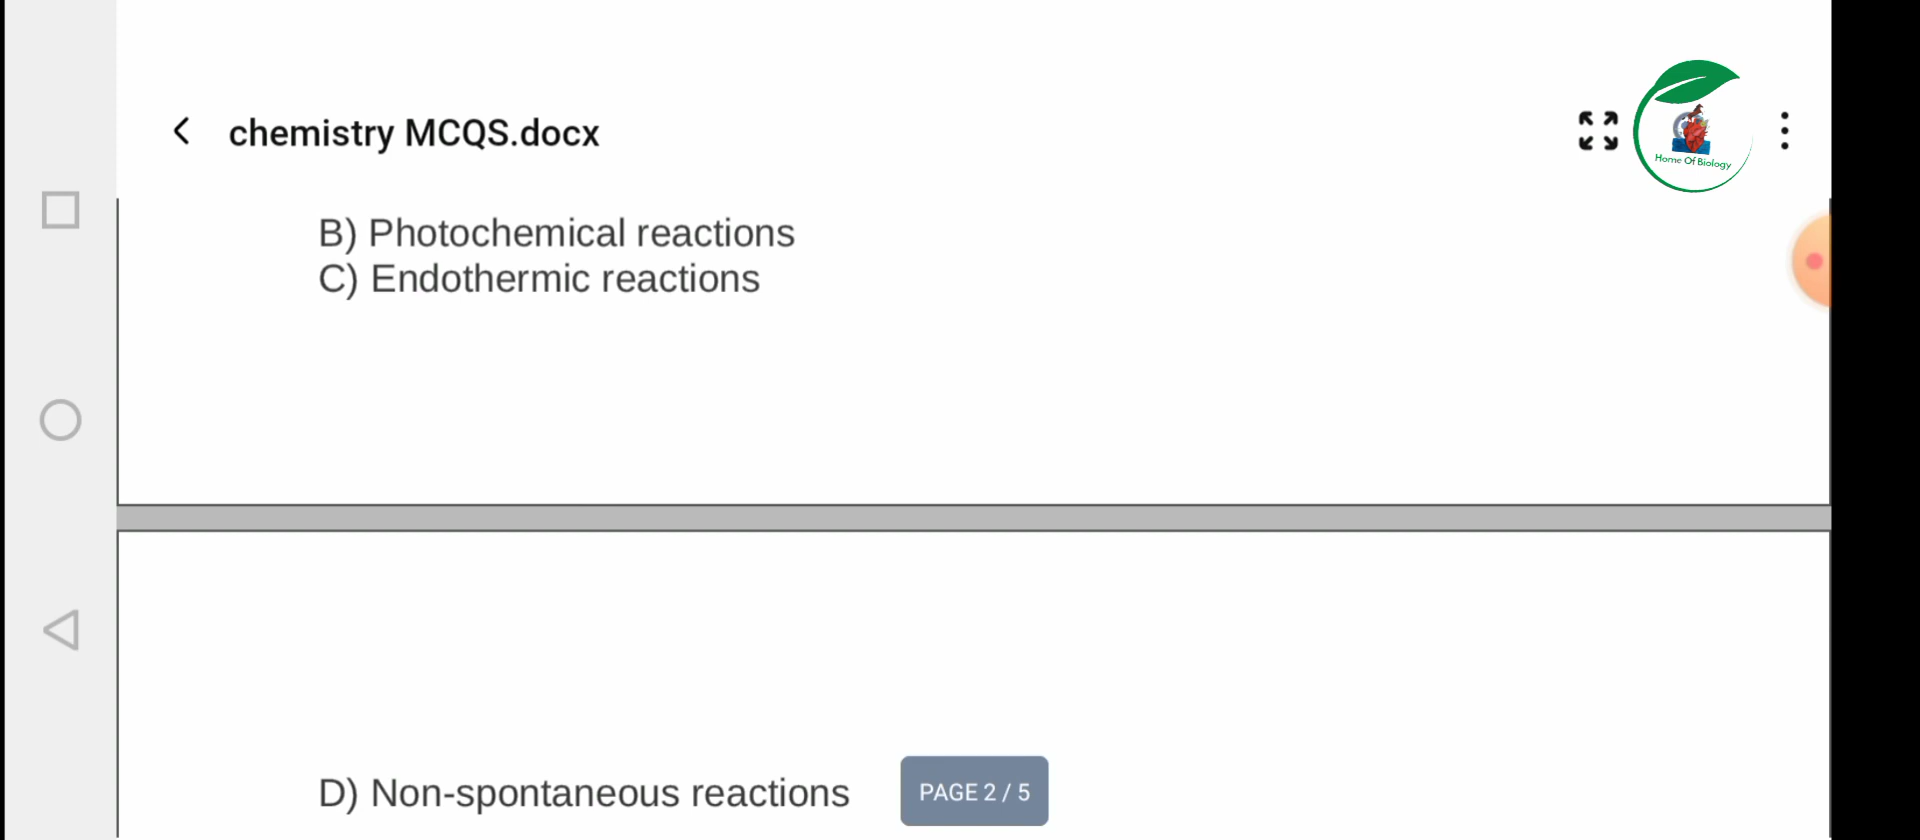 chemistry MCQS.docx
Home Of Biology
B) Photochemical reactions
C) Endothermic reactions
D) Non-spontaneous reactions
PAGE 2 / 5